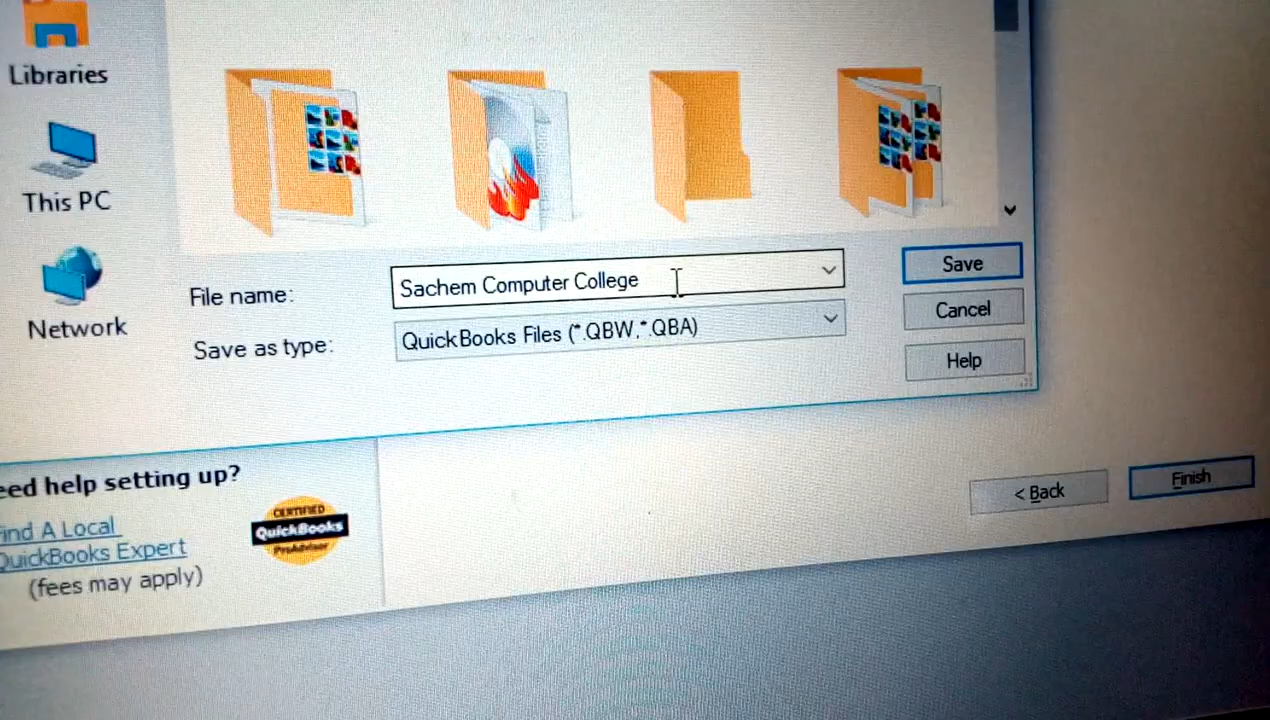 Libraries
This PC
Network
File name:
Sachem Computer College
Save as type:
QuickBooks Files (*.QBW,*.QBA)
Save
Cancel
Help
eed help setting up?
ind A Local
QuickBooks Expert
(fees may apply)
CERTIFIED
QuickBooks
ProAdvisor
< Back
Finish